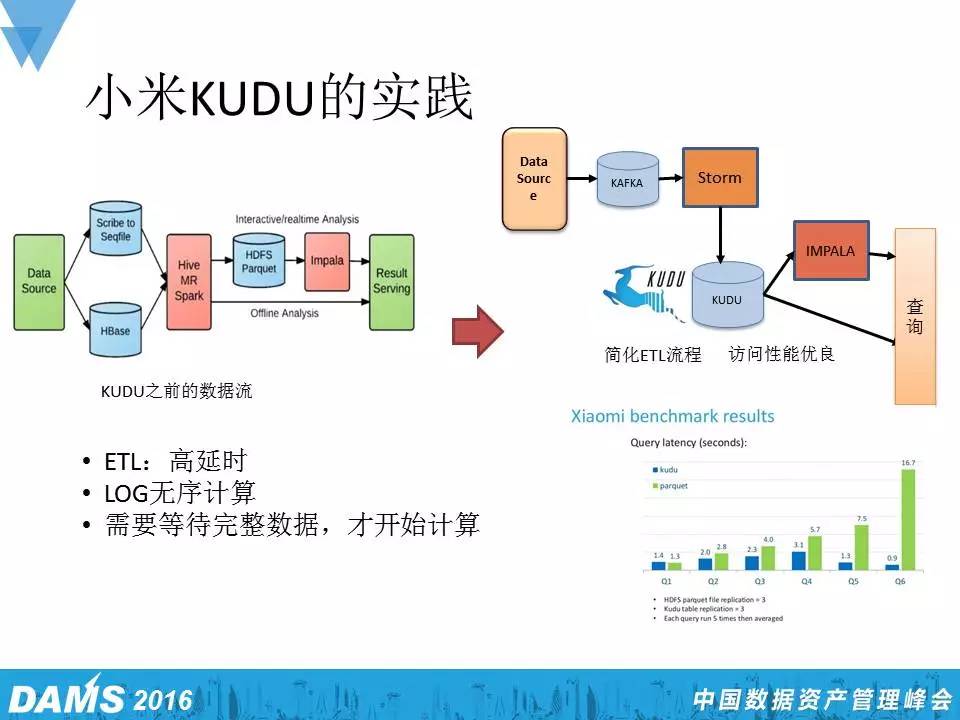 小米KUDU的实践
Data
Source
Scribe to
Seqfile
HBase
Hive
MR
Spark
Interactive/realtime Analysis
HDFS
Parquet
Impala
Offline Analysis
Result
Serving
KUDU之前的数据流
ETL：高延时
LOG无序计算
需要等待完整数据，才开始计算
Data
Sourc
e
KAFKA
Storm
IMPALA
KUDU
KUDU
查
询
简化ETL流程
访问性能优良
Xiaomi benchmark results
Query latency (seconds):
kudu
parquet
1.4 1.3 2.0 2.8 2.3 4.0 3.1 5.7 1.3 7.5 0.9 16.7
Q1 Q2 Q3 Q4 Q5 Q6
HDFS parquet file replication = 3
Kudu table replication = 3
Each query run 5 times then averaged
DAMS 2016
中国数据资产管理峰会